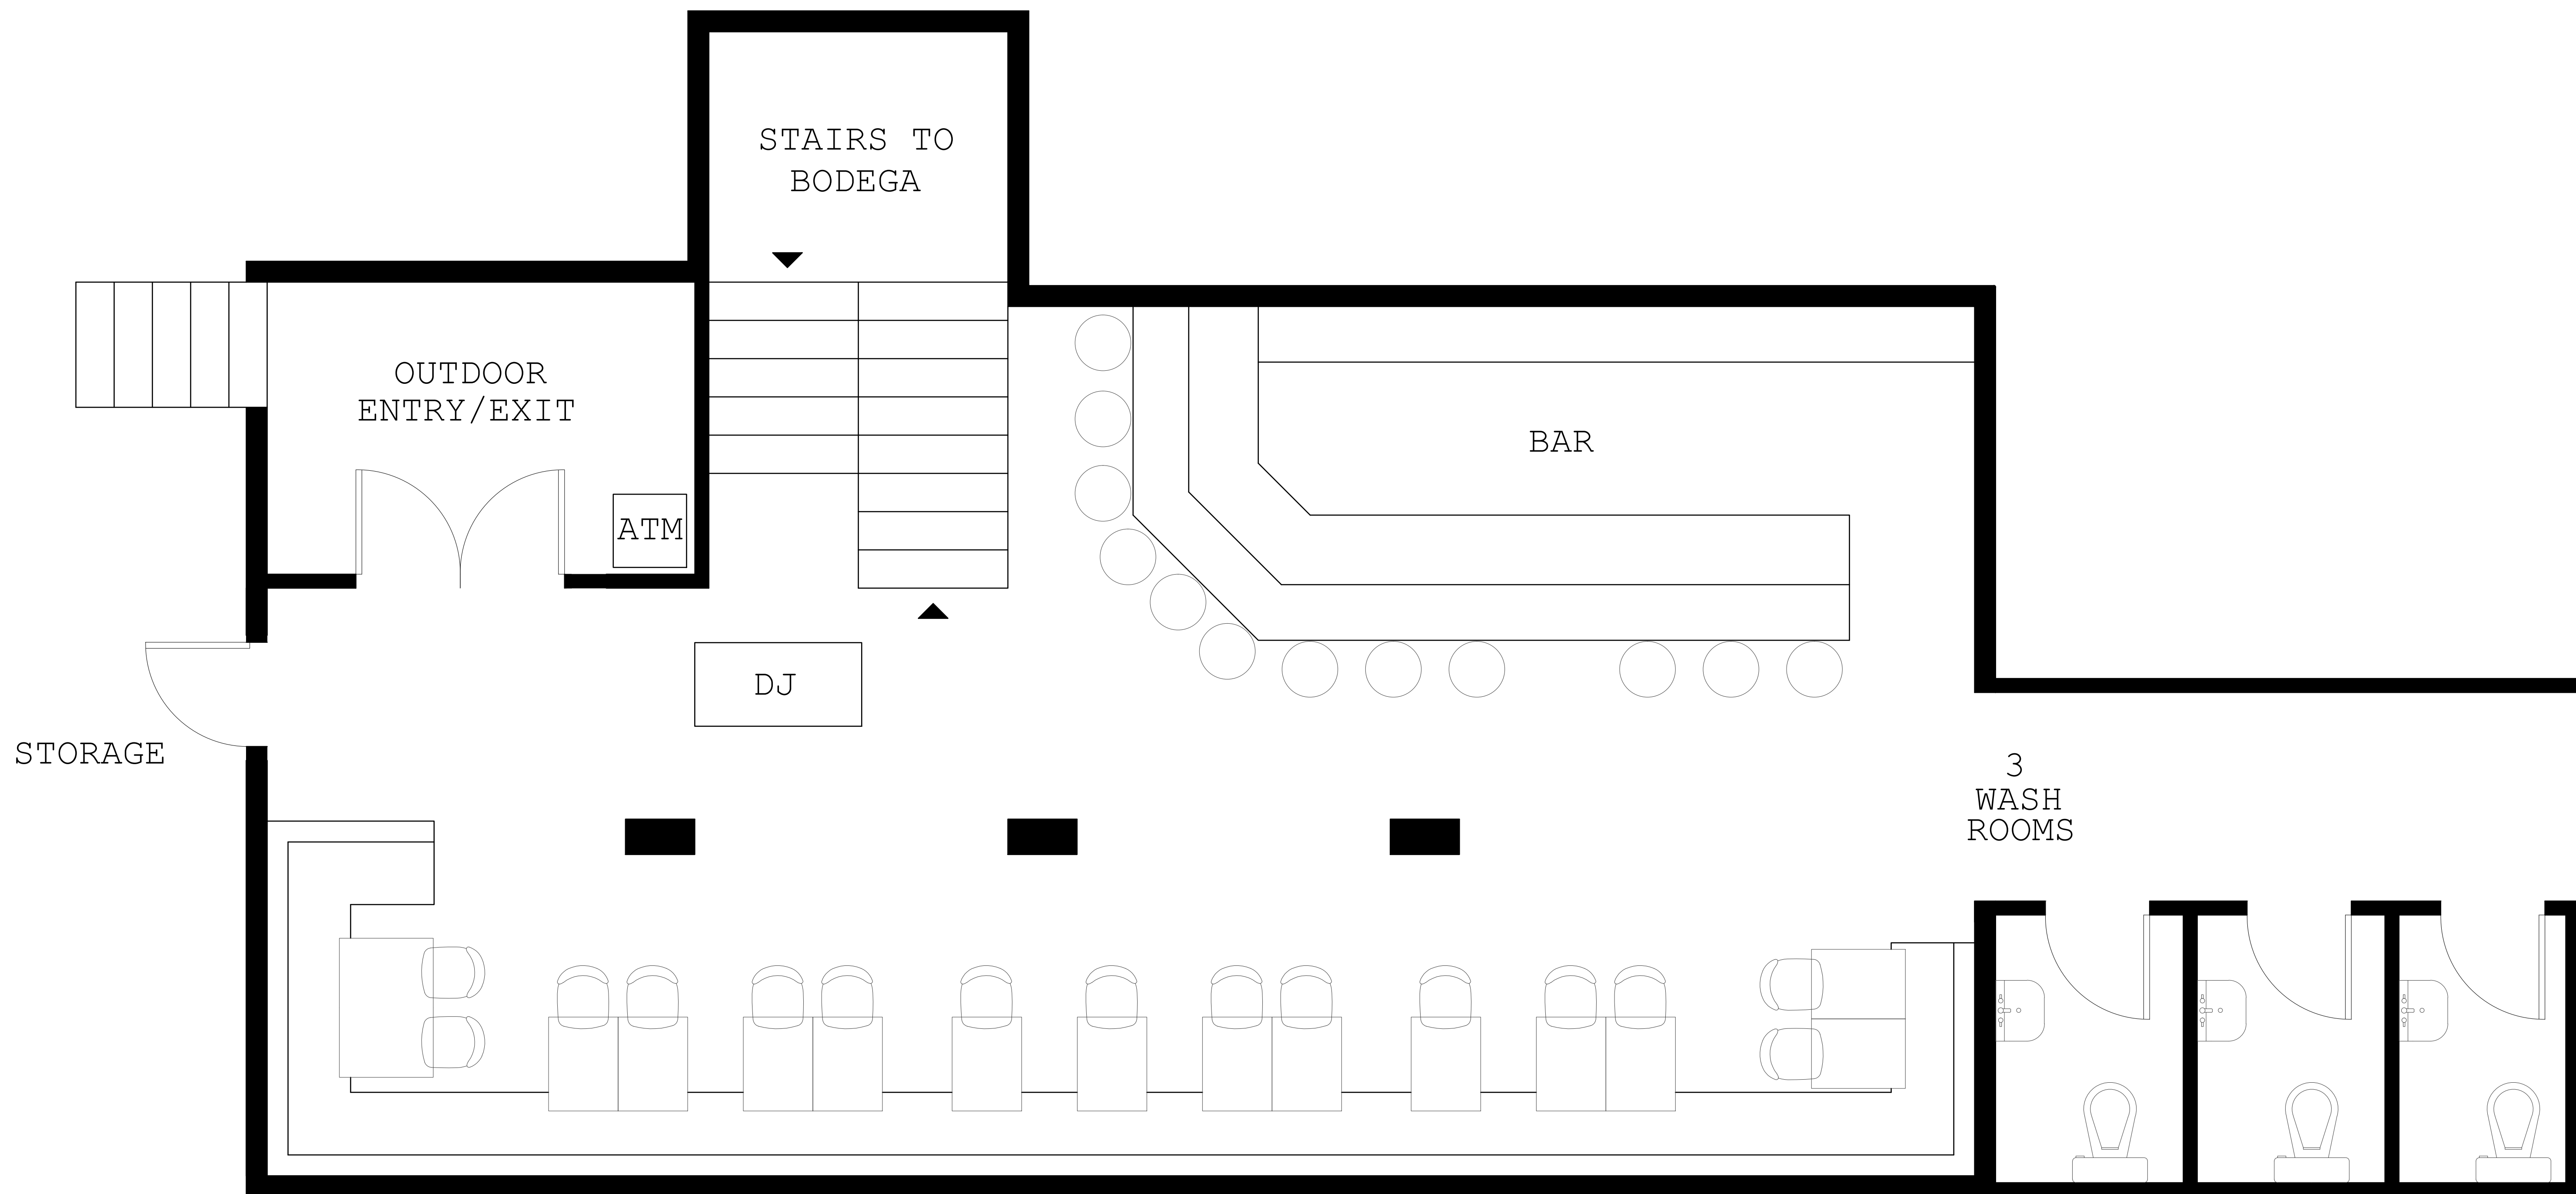 STAIRS TO
BODEGA
OUTDOOR
ENTRY/EXIT
BAR
ATM
DJ
STORAGE
3
WASH
ROOMS